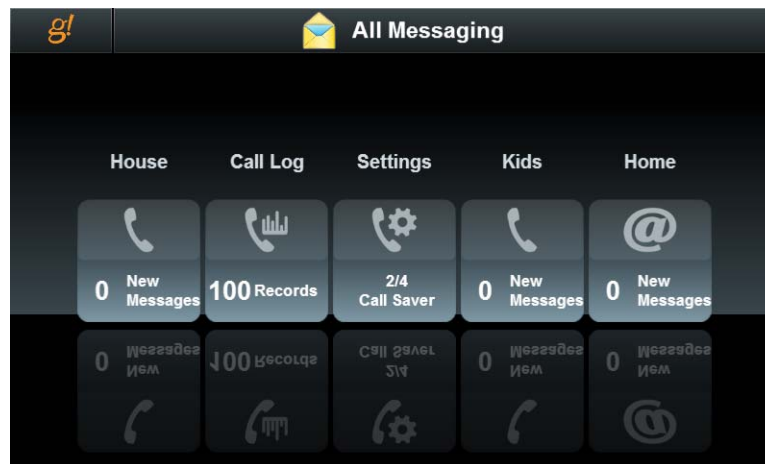 g!
All Messaging
House
Call Log
Settings
Kids
Home
0 New Messages
100 Records
2/4
Call Saver
0 New Messages
0 New Messages